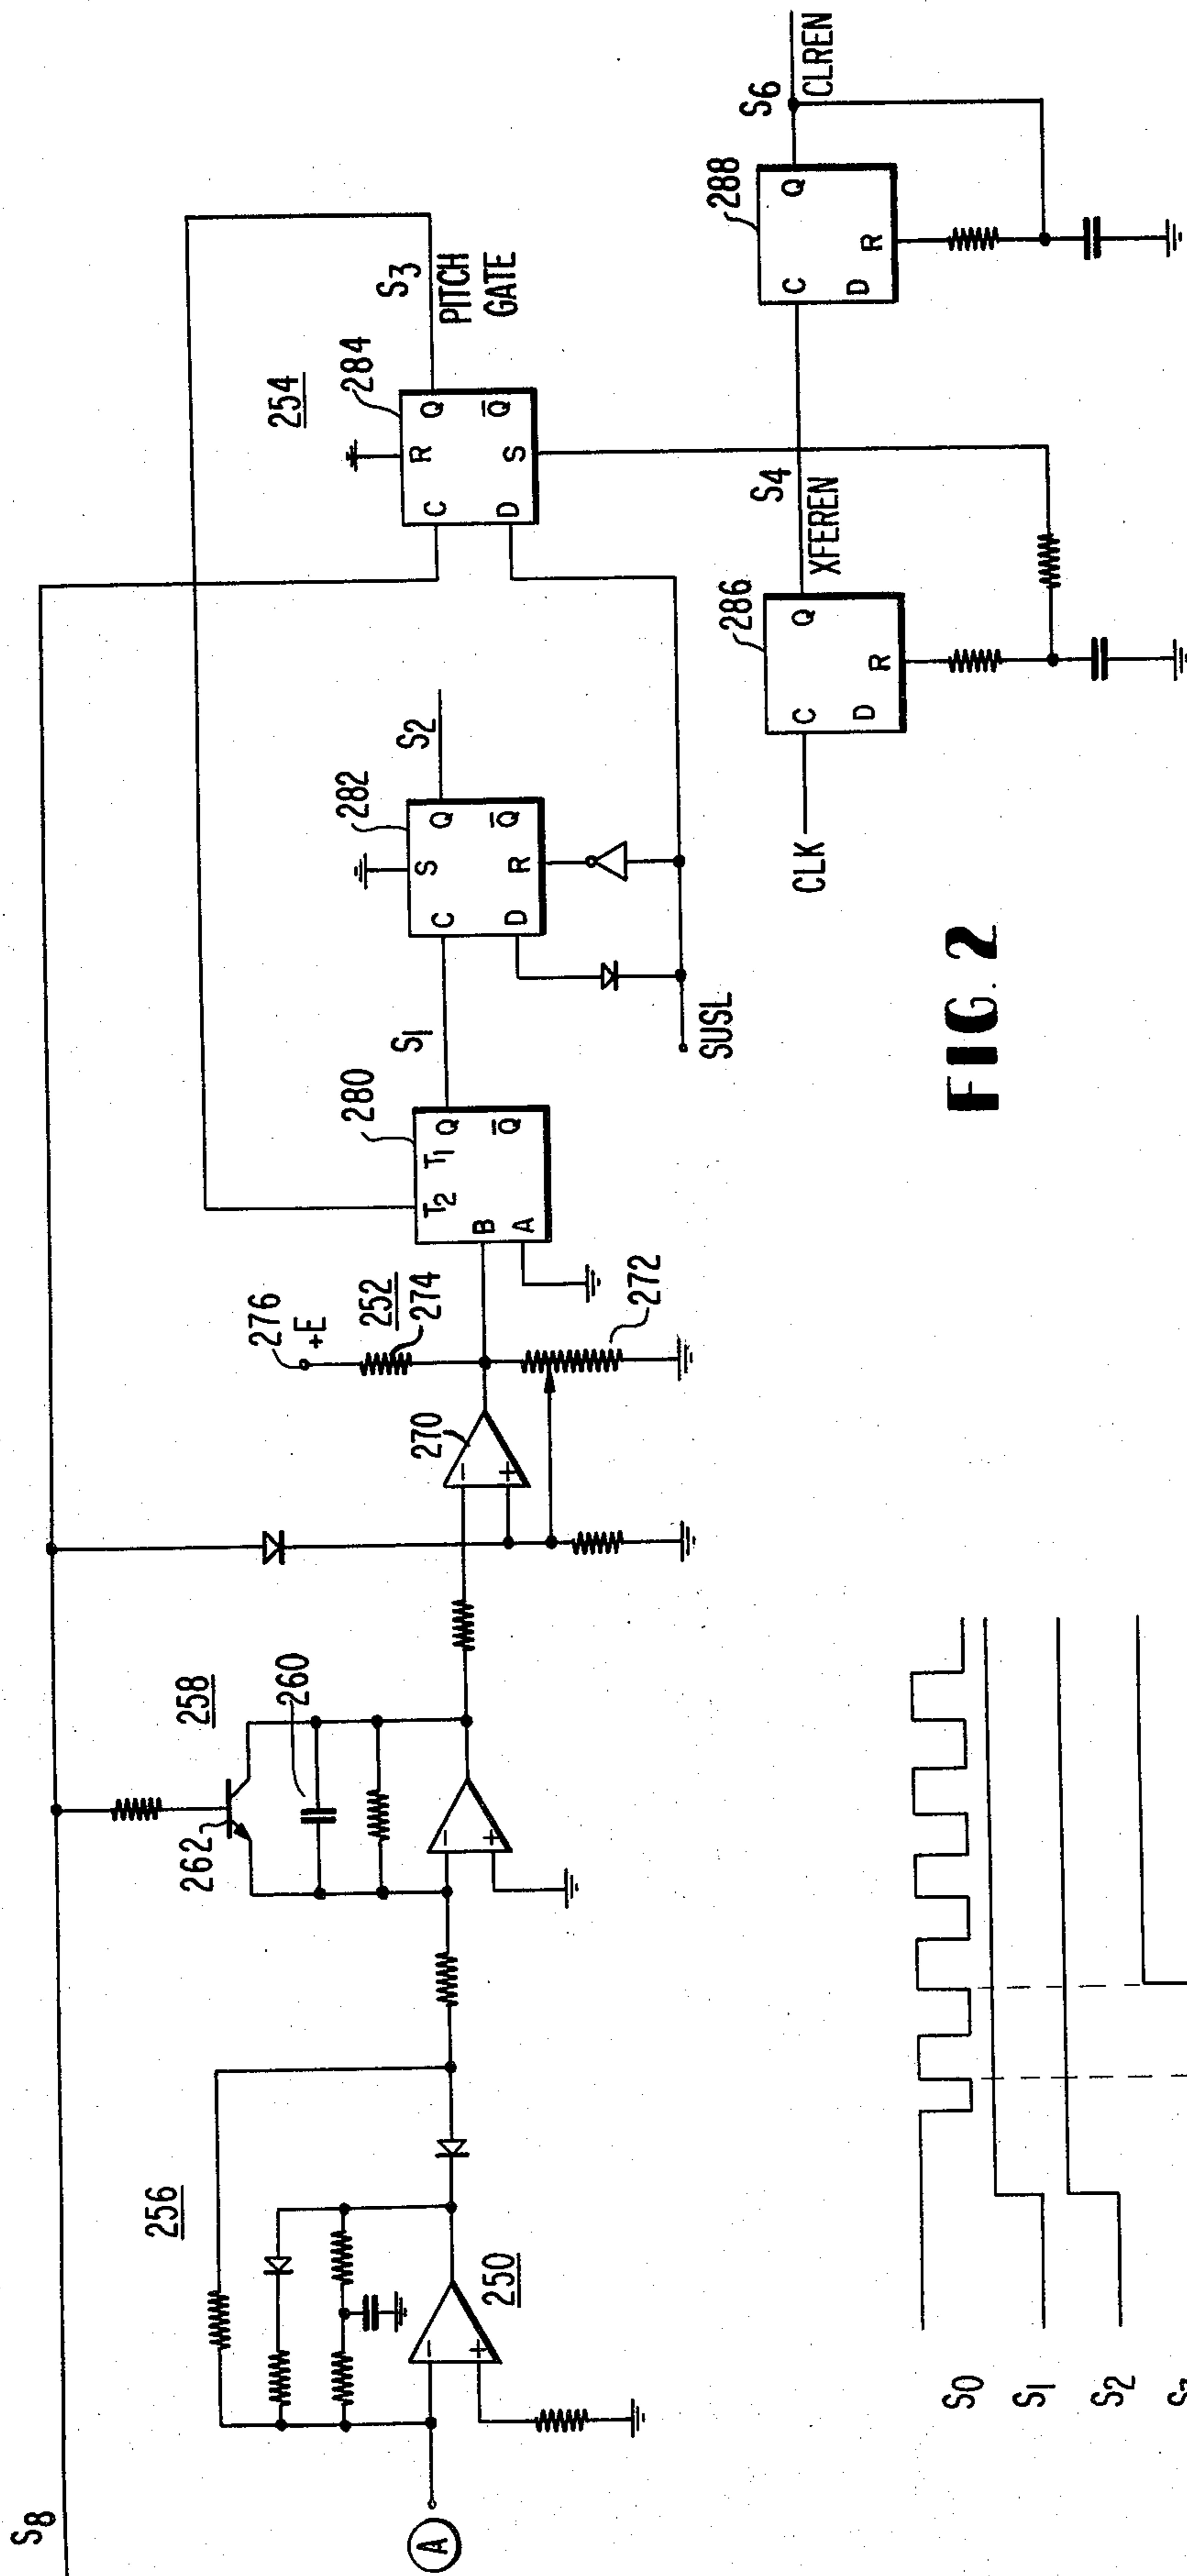 S8
A
256
250
262
258
260
276
+E
252
274
270
−
+
272
280
T2
T1
Q
B
A
Q̅
S1
282
S
C
Q
D
R
Q̅
S2
SUSL
254
284
R
C
Q
D
S
Q̅
S3
PITCH
GATE
CLK
286
C
Q
D
R
S4
XFEREN
288
C
Q
D
R
S6
CLREN
−
+
−
+
FIG. 2
S0
S1
S2